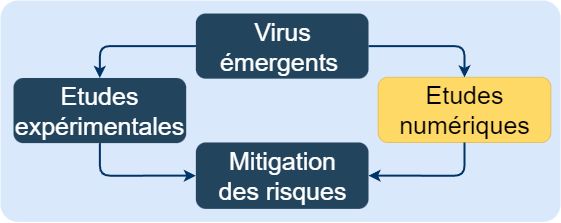 Virus
émergents
Etudes
expérimentales
Etudes
numériques
Mitigation
des risques